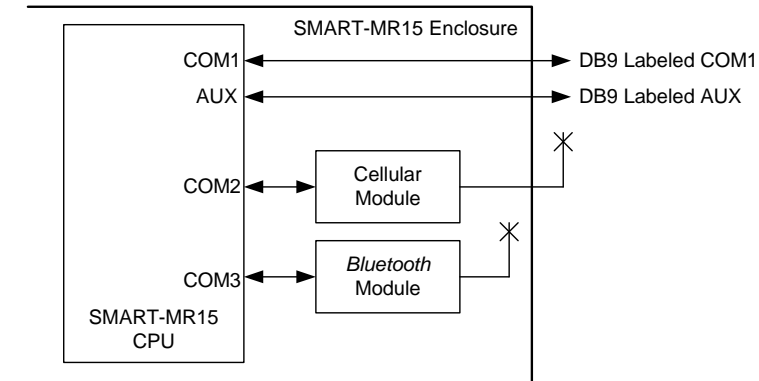 SMART-MR15 Enclosure
COM1
DB9 Labeled COM1
AUX
DB9 Labeled AUX
COM2
Cellular
Module
COM3
Bluetooth
Module
SMART-MR15
CPU